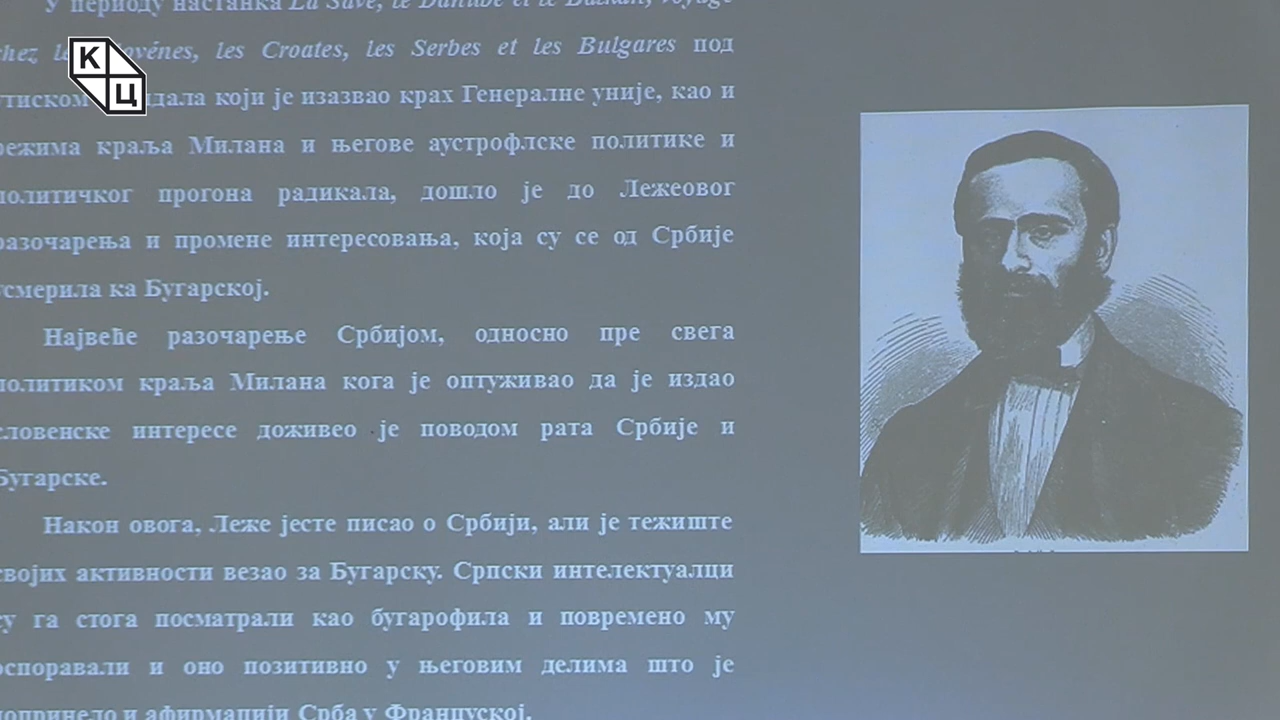 К
Ц
У периоду настанка La Save, le Danube et le Balkan, voyage
chez les Slovénes, les Croates, les Serbes et les Bulgares под
утиском скандала који је изазвао крах Генералне уније, као и
режима краља Милана и његове аустрофлске политике и
политичког прогона радикала, дошло је до Лежеовог
разочарења и промене интересовања, која су се од Србије
усмерила ка Бугарској.
Највеће разочарење Србијом, односно пре свега
политиком краља Милана кога је оптуживао да је издао
словенске интересе доживео је поводом рата Србије и
Бугарске.
Након овога, Леже јесте писао о Србији, али је тежиште
својих активности везао за Бугарску. Српски интелектуалци
су га стога посматрали као бугарофила и повремено му
оспоравали и оно позитивно у његовим делима што је
допринело и афирмацији Срба у Француској.